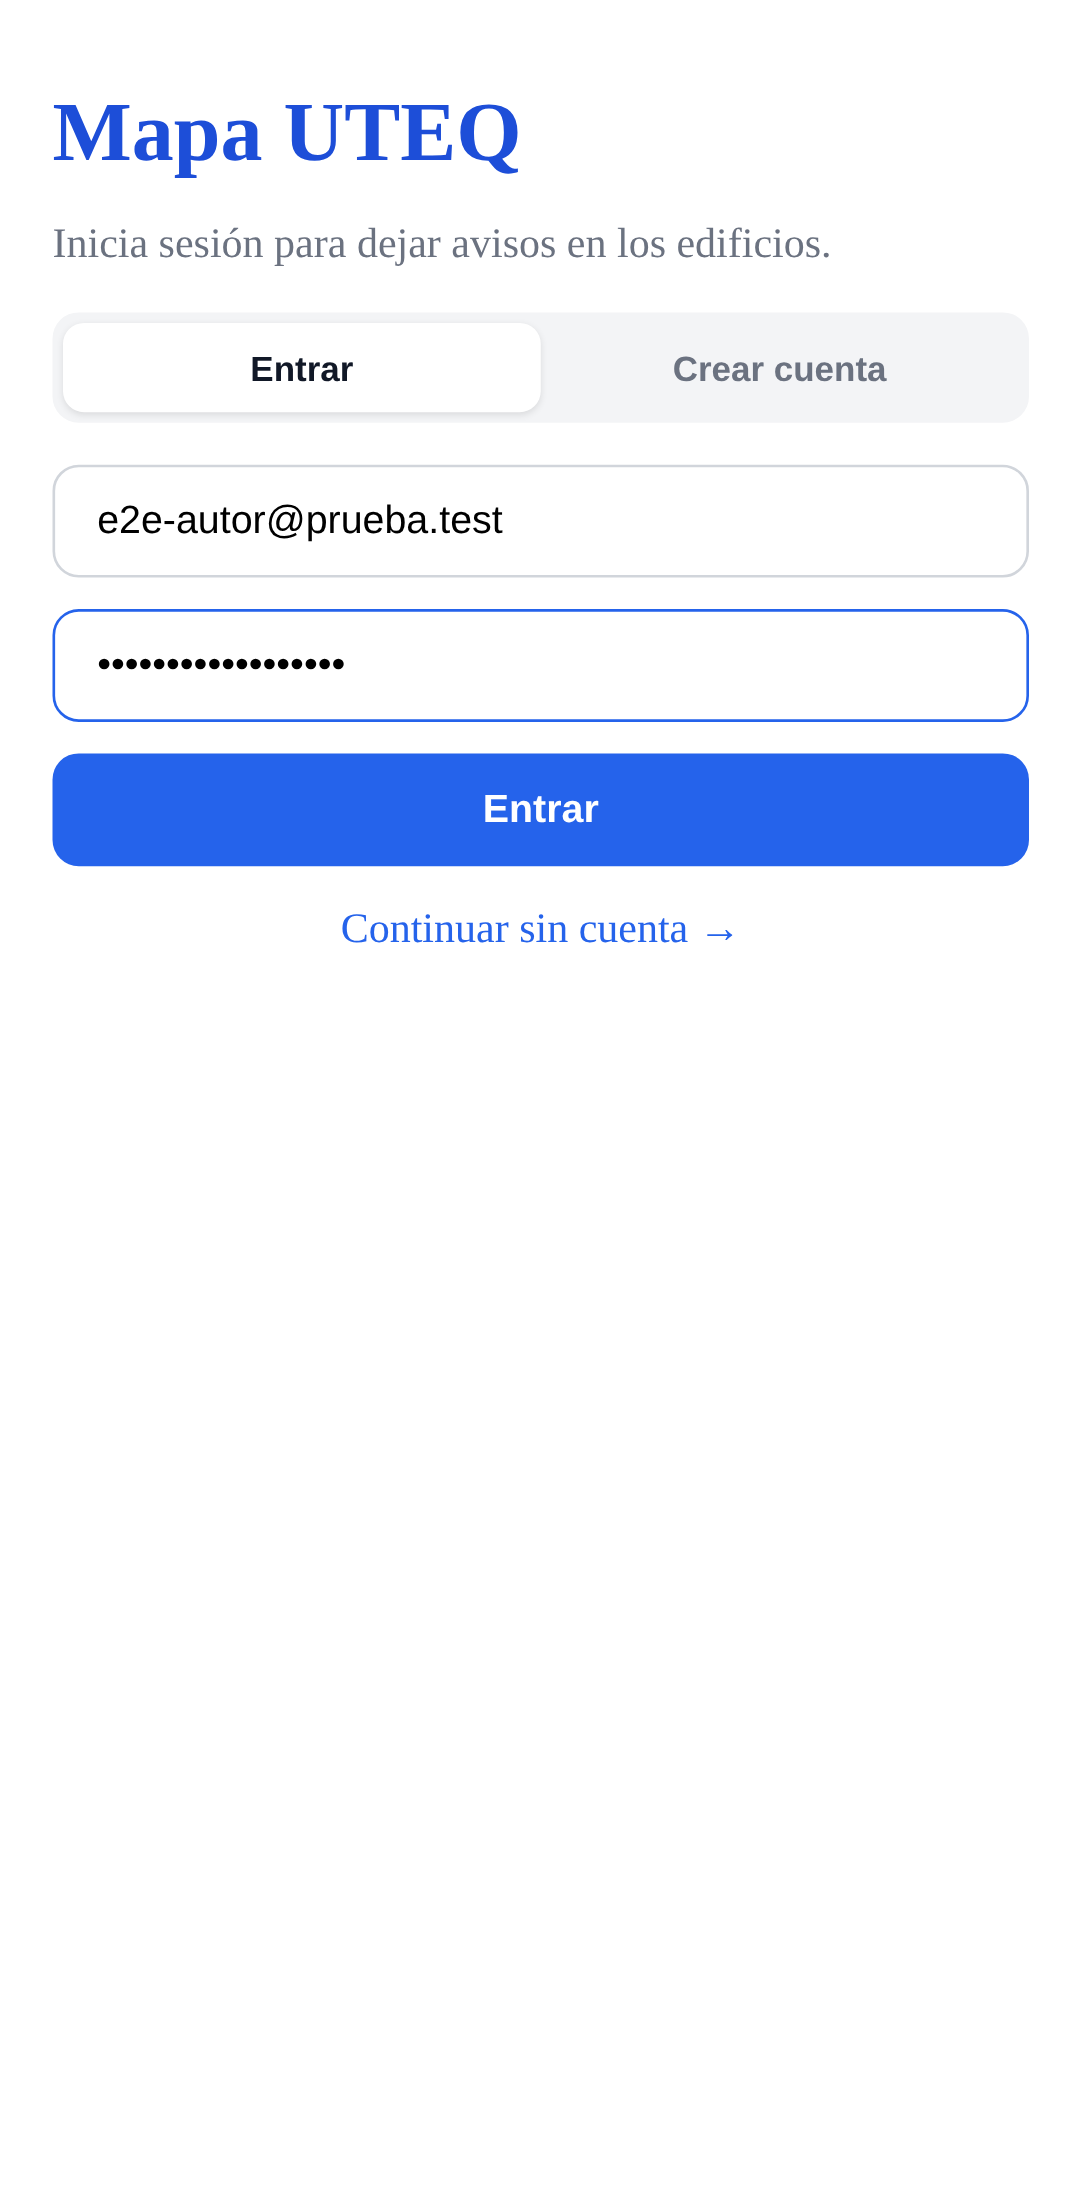 Mapa UTEQ
Inicia sesión para dejar avisos en los edificios.
Entrar
Crear cuenta
e2e-autor@prueba.test
••••••••••••••••••
Entrar
Continuar sin cuenta →